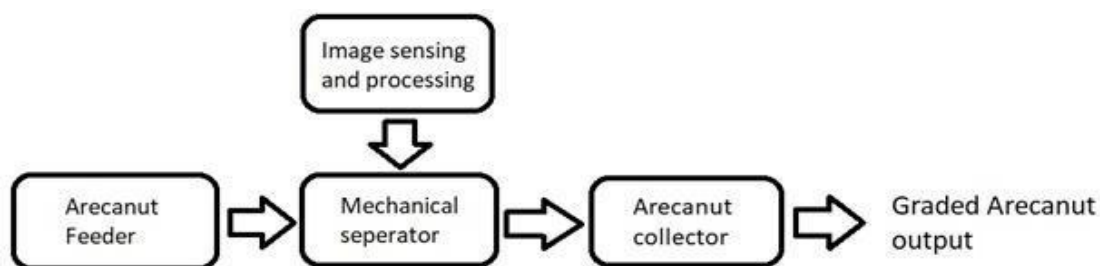 Image sensing
and processing
Arecanut
Feeder
Mechanical
seperator
Arecanut
collector
Graded Arecanut
output